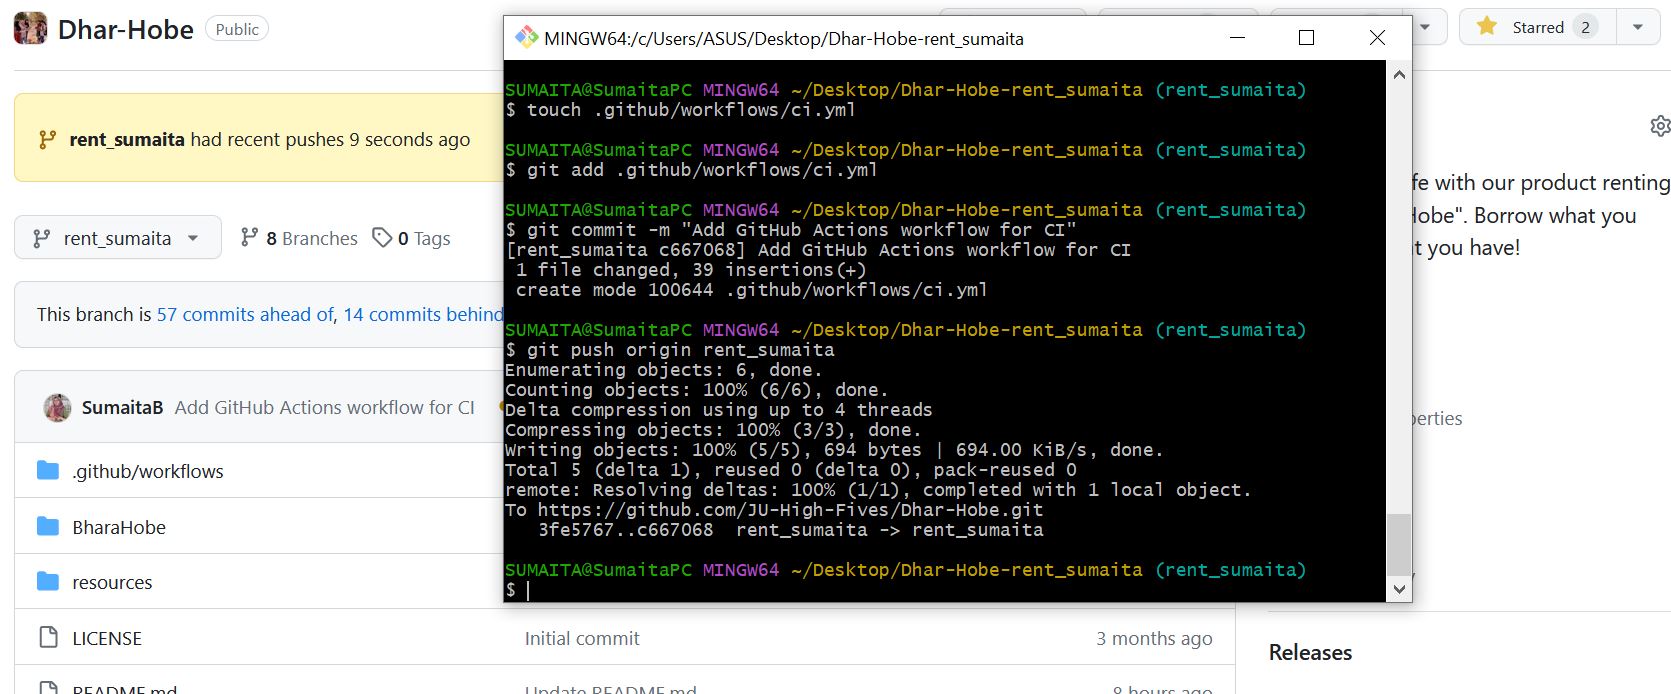 Dhar-Hobe Public
Starred 2
rent_sumaita had recent pushes 9 seconds ago
rent_sumaita 8 Branches 0 Tags
This branch is 57 commits ahead of, 14 commits behind
SumaitaB Add GitHub Actions workflow for CI
.github/workflows
BharaHobe
resources
LICENSE Initial commit 3 months ago
README.md Update README.md 8 hours ago
MINGW64:/c/Users/ASUS/Desktop/Dhar-Hobe-rent_sumaita
SUMAITA@SumaitaPC MINGW64 ~/Desktop/Dhar-Hobe-rent_sumaita (rent_sumaita)
$ touch .github/workflows/ci.yml
SUMAITA@SumaitaPC MINGW64 ~/Desktop/Dhar-Hobe-rent_sumaita (rent_sumaita)
$ git add .github/workflows/ci.yml
SUMAITA@SumaitaPC MINGW64 ~/Desktop/Dhar-Hobe-rent_sumaita (rent_sumaita)
$ git commit -m "Add GitHub Actions workflow for CI"
[rent_sumaita c667068] Add GitHub Actions workflow for CI
1 file changed, 39 insertions(+)
create mode 100644 .github/workflows/ci.yml
SUMAITA@SumaitaPC MINGW64 ~/Desktop/Dhar-Hobe-rent_sumaita (rent_sumaita)
$ git push origin rent_sumaita
Enumerating objects: 6, done.
Counting objects: 100% (6/6), done.
Delta compression using up to 4 threads
Compressing objects: 100% (3/3), done.
Writing objects: 100% (5/5), 694 bytes | 694.00 KiB/s, done.
Total 5 (delta 1), reused 0 (delta 0), pack-reused 0
remote: Resolving deltas: 100% (1/1), completed with 1 local object.
To https://github.com/JU-High-Fives/Dhar-Hobe.git
3fe5767..c667068 rent_sumaita -> rent_sumaita
SUMAITA@SumaitaPC MINGW64 ~/Desktop/Dhar-Hobe-rent_sumaita (rent_sumaita)
$
fe with our product renting
Hobe". Borrow what you
t you have!
perties
Releases